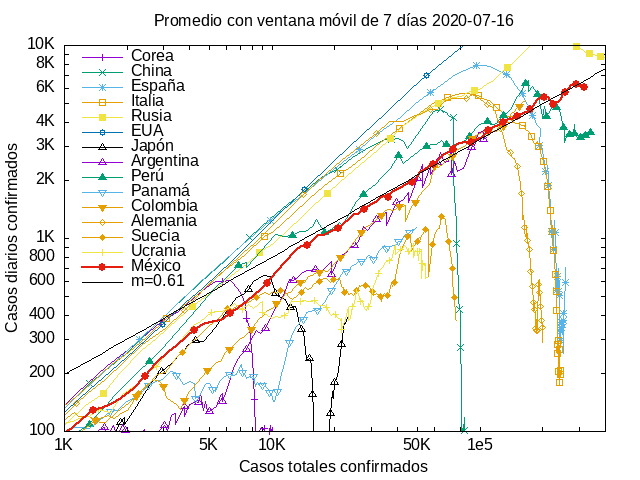 Promedio con ventana móvil de 7 días 2020-07-16
10K
8K
6K
4K
3K
2K
1K
800
600
400
300
200
100
Casos diarios confirmados
Corea
China
España
Italia
Rusia
EUA
Japón
Argentina
Perú
Panamá
Colombia
Alemania
Suecia
Ucrania
México
m=0.61
1K
5K
10K
50K
1e5
Casos totales confirmados